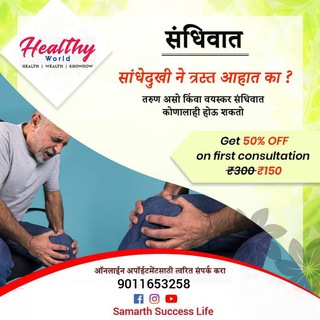 Healthy
World
HEALTH | WEALTH | KNOWHOW
संधिवात
सांधेदुखी ने त्रस्त आहात का ?
तरुण असो किंवा वयस्कर संधिवात
कोणालाही होऊ शकतो
Get 50% OFF
on first consultation
₹300 ₹150
ऑनलाईन अपॉईंटमेंटसाठी त्वरित संपर्क करा
9011653258
Samarth Success Life